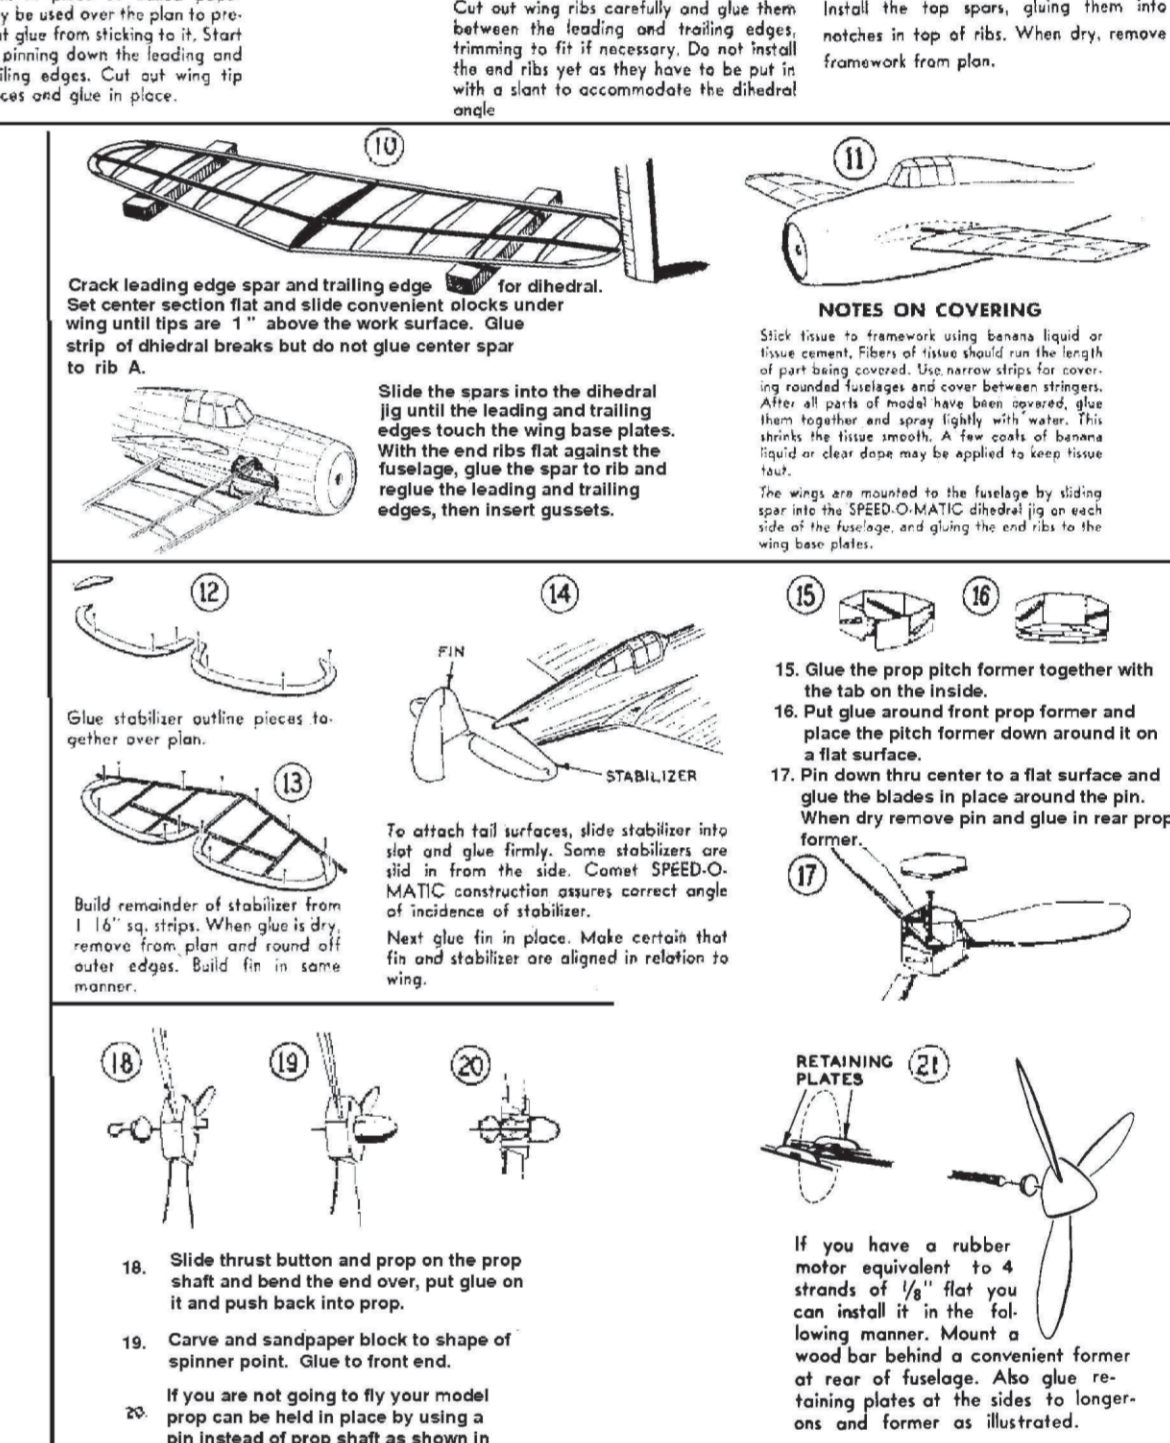 y be used over the plan to pre-
t glue from sticking to it. Start
pinning down the leading and
iling edges. Cut out wing tip
ces and glue in place.
Cut out wing ribs carefully and glue them
between the leading and trailing edges,
trimming to fit if necessary. Do not install
the end ribs yet as they have to be put in
with a slant to accommodate the dihedral
angle
Install the top spars, gluing them into
notches in top of ribs. When dry, remove
framework from plan.
10
Crack leading edge spar and trailing edge for dihedral.
Set center section flat and slide convenient blocks under
wing until tips are 1 " above the work surface. Glue
strip of dhiedral breaks but do not glue center spar
to rib A.
Slide the spars into the dihedral
jig until the leading and trailing
edges touch the wing base plates.
With the end ribs flat against the
fuselage, glue the spar to rib and
reglue the leading and trailing
edges, then insert gussets.
11
NOTES ON COVERING
Stick tissue to framework using banana liquid or
tissue cement. Fibers of tissue should run the length
of part being covered. Use narrow strips for cover-
ing rounded fuselages and cover between stringers.
After all parts of model have been covered, glue
them together and spray lightly with water. This
shrinks the tissue smooth. A few coats of banana
liquid or clear dope may be applied to keep tissue
taut.
The wings are mounted to the fuselage by sliding
spar into the SPEED-O-MATIC dihedral jig on each
side of the fuselage, and gluing the end ribs to the
wing base plates.
12
Glue stabilizer outline pieces to-
gether over plan.
13
Build remainder of stabilizer from
1 16" sq. strips. When glue is dry,
remove from plan and round off
outer edges. Build fin in same
manner.
14
FIN
STABILIZER
To attach tail surfaces, slide stabilizer into
slot and glue firmly. Some stabilizers are
slid in from the side. Comet SPEED-O-
MATIC construction assures correct angle
of incidence of stabilizer.
Next glue fin in place. Make certain that
fin and stabilizer are aligned in relation to
wing.
15
16
15. Glue the prop pitch former together with
the tab on the inside.
16. Put glue around front prop former and
place the pitch former down around it on
a flat surface.
17. Pin down thru center to a flat surface and
glue the blades in place around the pin.
When dry remove pin and glue in rear prop
former.
17
18
19
20
18. Slide thrust button and prop on the prop
shaft and bend the end over, put glue on
it and push back into prop.
19. Carve and sandpaper block to shape of
spinner point. Glue to front end.
If you are not going to fly your model
20. prop can be held in place by using a
pin instead of prop shaft as shown in
RETAINING
PLATES
21
If you have a rubber
motor equivalent to 4
strands of 1/8" flat you
can install it in the fol-
lowing manner. Mount a
wood bar behind a convenient former
at rear of fuselage. Also glue re-
taining plates at the sides to longer-
ons and former as illustrated.